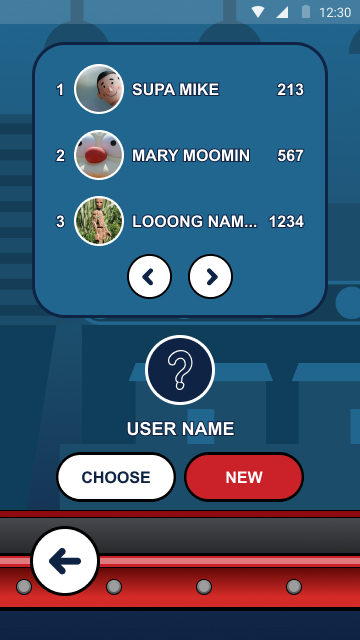 12:30
1 SUPA MIKE 213
2 MARY MOOMIN 567
3 LOOONG NAM... 1234
?
USER NAME
CHOOSE NEW